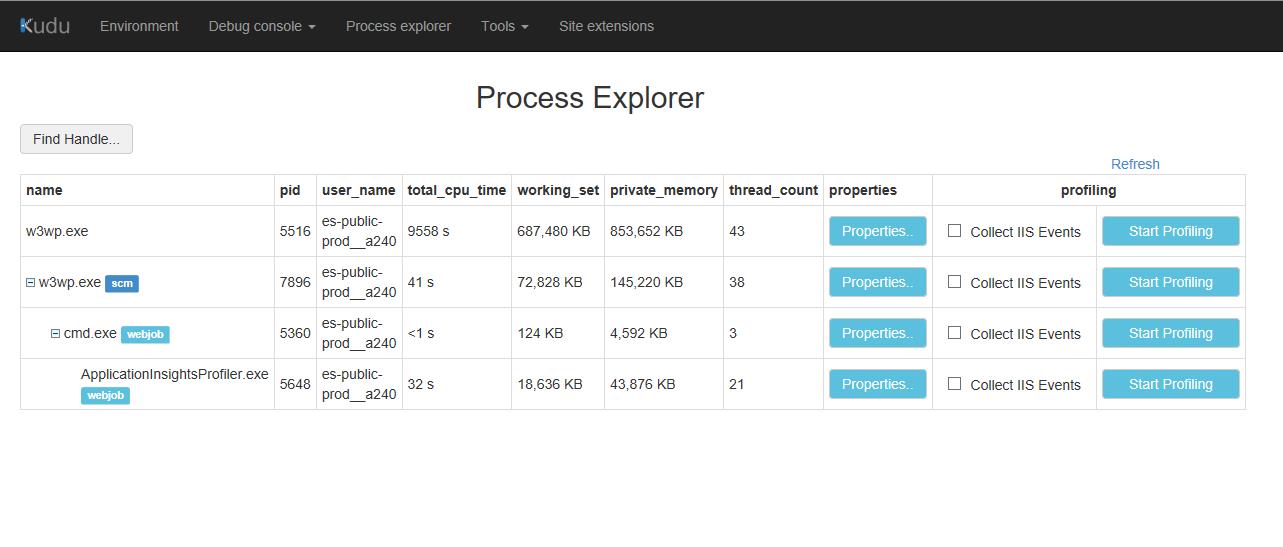 Kudu Environment Debug console Process explorer Tools Site extensions
Process Explorer
Find Handle...
Refresh
name pid user_name total_cpu_time working_set private_memory thread_count properties profiling
w3wp.exe 5516 es-public-prod__a240 9558 s 687,480 KB 853,652 KB 43 Properties.. Collect IIS Events Start Profiling
w3wp.exe scm 7896 es-public-prod__a240 41 s 72,828 KB 145,220 KB 38 Properties.. Collect IIS Events Start Profiling
cmd.exe webjob 5360 es-public-prod__a240 <1 s 124 KB 4,592 KB 3 Properties.. Collect IIS Events Start Profiling
ApplicationInsightsProfiler.exe webjob 5648 es-public-prod__a240 32 s 18,636 KB 43,876 KB 21 Properties.. Collect IIS Events Start Profiling